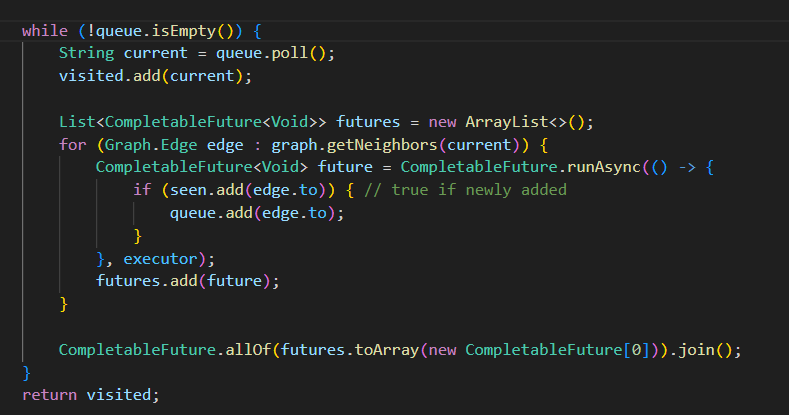 while (!queue.isEmpty()) {
String current = queue.poll();
visited.add(current);
List<CompletableFuture<Void>> futures = new ArrayList<>();
for (Graph.Edge edge : graph.getNeighbors(current)) {
CompletableFuture<Void> future = CompletableFuture.runAsync(() -> {
if (seen.add(edge.to)) { // true if newly added
queue.add(edge.to);
}
}, executor);
futures.add(future);
}
CompletableFuture.allOf(futures.toArray(new CompletableFuture[0])).join();
}
return visited;